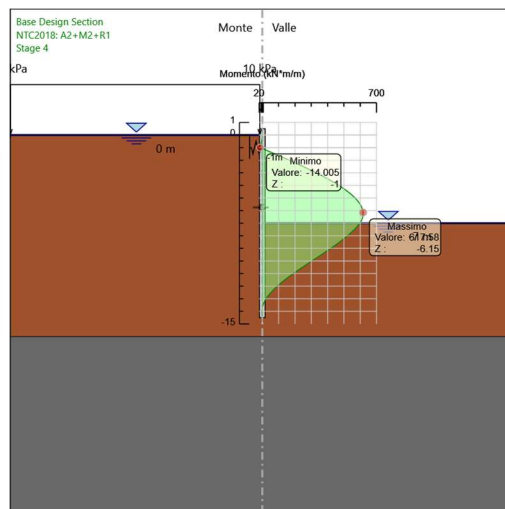 Base Design Section
NTC2018: A2+M2+R1
Stage 4
Monte
Valle
kPa
10 kPa
Momento (kN*m/m)
20
700
1
0
0 m
-1m
Minimo
Valore: -14.005
Z : -1
Massimo
Valore:
Z : -6.15
-15